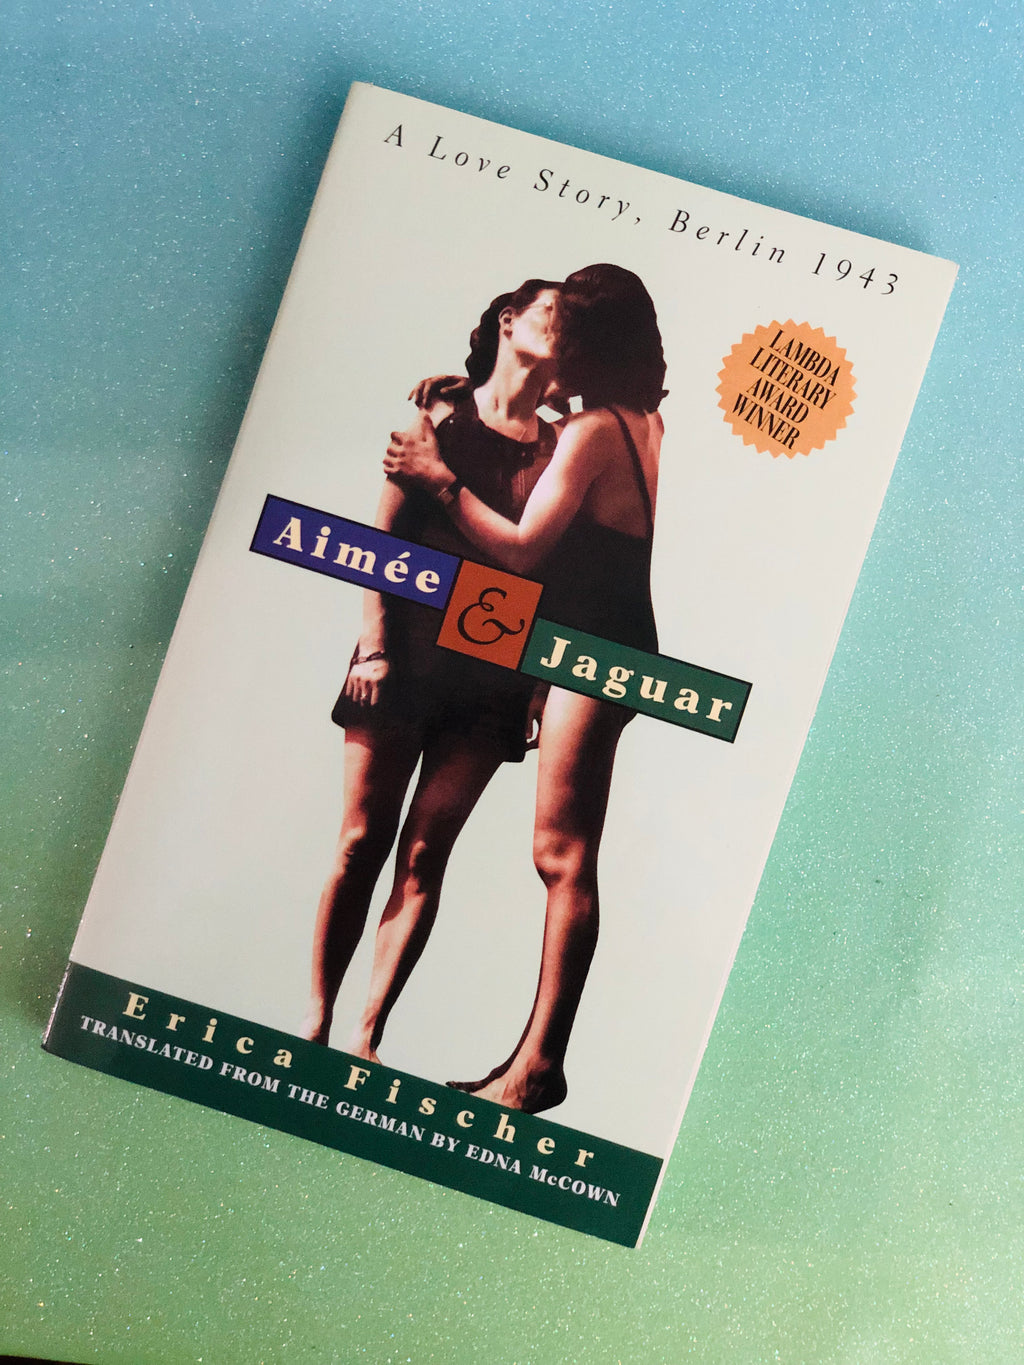 A Love Story, Berlin 1943
LAMBDA
LITERARY
AWARD
WINNER
Aimée
&
Jaguar
Erica Fischer
TRANSLATED FROM THE GERMAN BY EDNA McCOWN